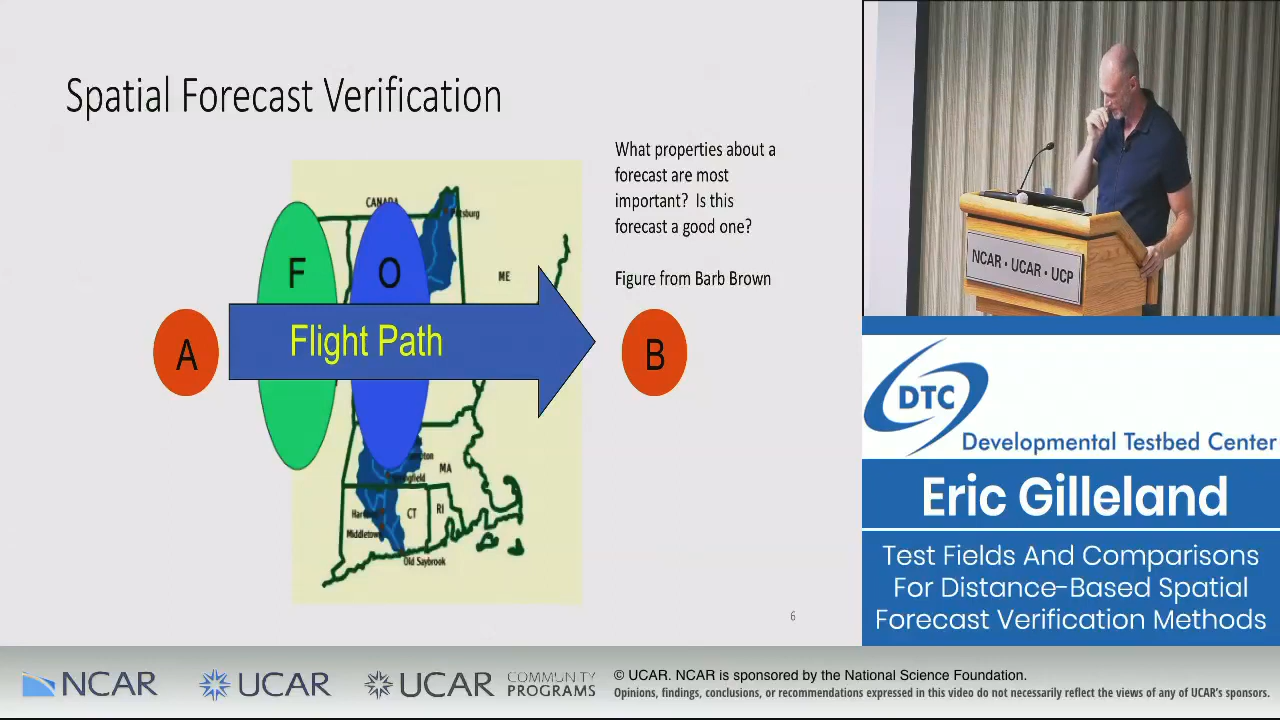 Spatial Forecast Verification
What properties about a
forecast are most
important? Is this
forecast a good one?
Figure from Barb Brown
CANADA
Pittsburg
ME
F
O
A
Flight Path
B
MA
CT
RI
Old Saybrook
6
NCAR • UCAR • UCP
DTC
Developmental Testbed Center
Eric Gilleland
Test Fields And Comparisons
For Distance-Based Spatial
Forecast Verification Methods
NCAR
UCAR
UCAR
COMMUNITY
PROGRAMS
© UCAR. NCAR is sponsored by the National Science Foundation.
Opinions, findings, conclusions, or recommendations expressed in this video do not necessarily reflect the views of any of UCAR's sponsors.